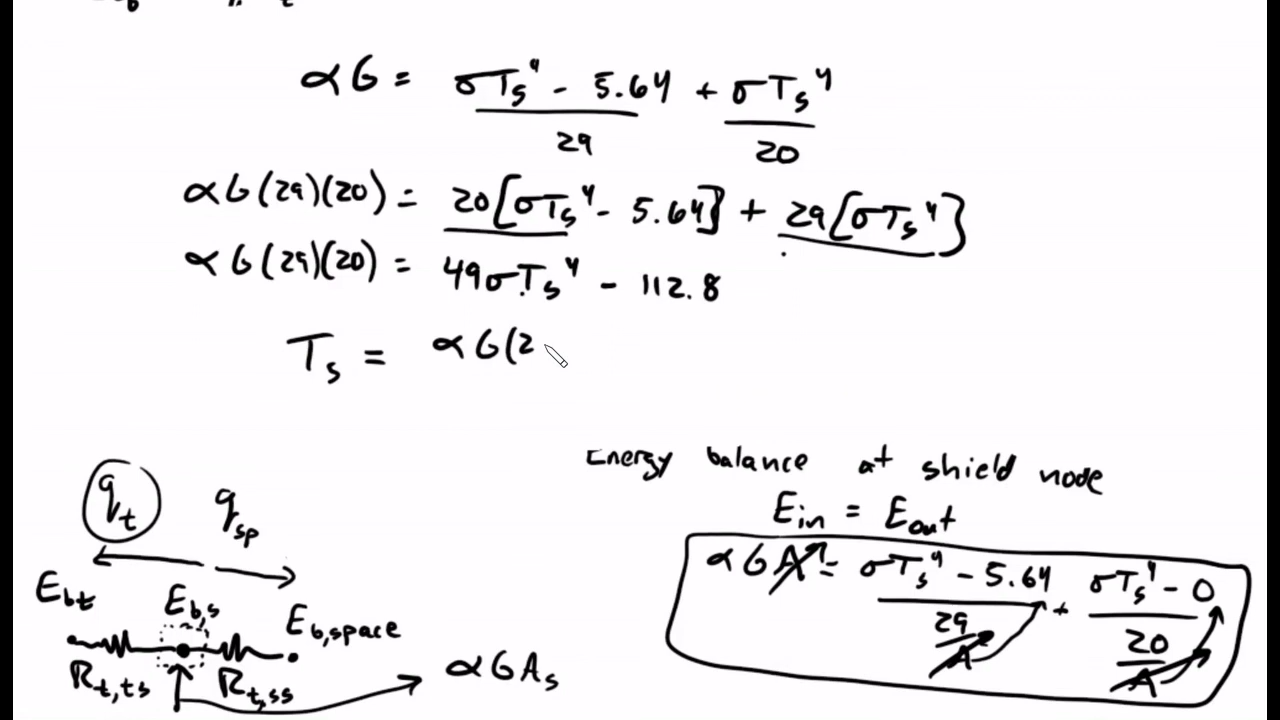 αG = σTs⁴ - 5.64 / 29 + σTs⁴ / 20
αG(29)(20) = 20[σTs⁴ - 5.64] + 29[σTs⁴]
αG(29)(20) = 49σTs⁴ - 112.8
Ts = αG(2
Energy balance at shield node
Ein = Eout
αGA = σTs⁴ - 5.64 / 29/A + σTs⁴ - 0 / 20/A
qt qsp
Ebt Eb,s Eb,space
Rt,ts Rt,ss αGAs